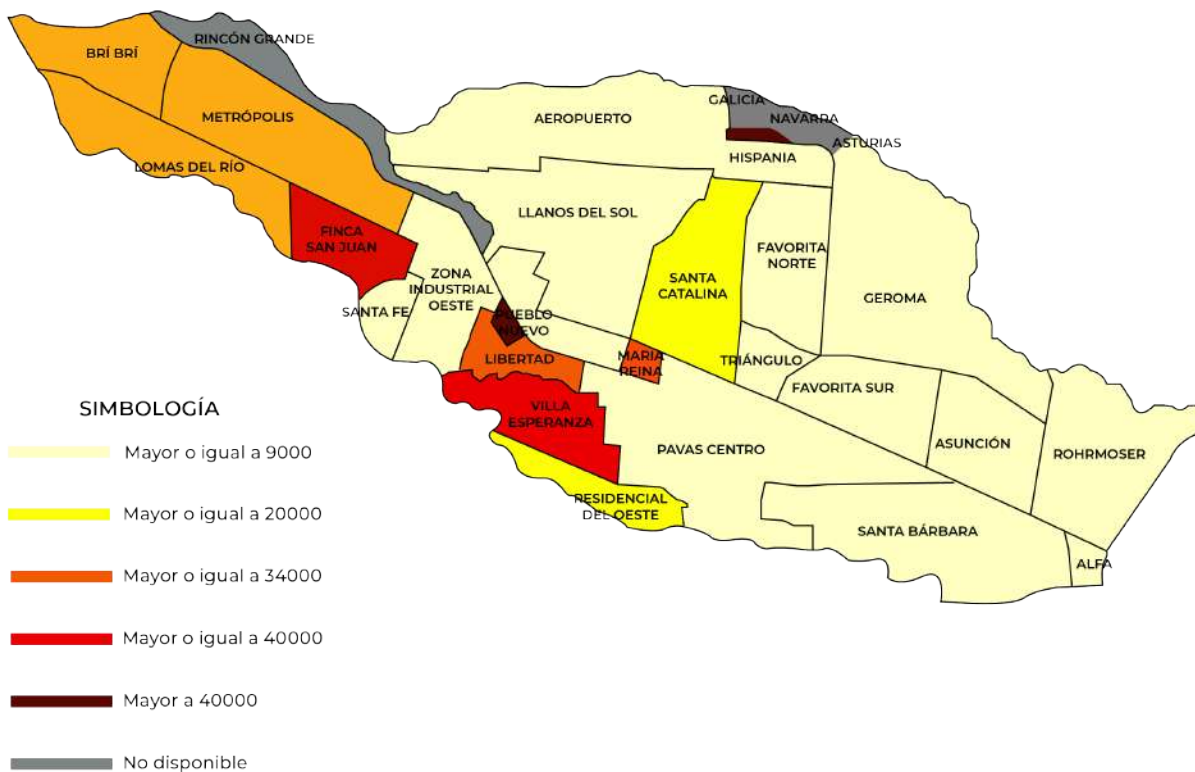 RINCÓN GRANDE
BRÍ BRÍ
METRÓPOLIS
LOMAS DEL RÍO
FINCA
SAN JUAN
SANTA FE
ZONA
INDUSTRIAL
OESTE
PUEBLO
NUEVO
LIBERTAD
VILLA
ESPERANZA
RESIDENCIAL
DEL OESTE
AEROPUERTO
GALICIA
NAVARRA
ASTURIAS
HISPANIA
LLANOS DEL SOL
SANTA
CATALINA
FAVORITA
NORTE
GEROMA
MARIA
REINA
TRIÁNGULO
FAVORITA SUR
PAVAS CENTRO
ASUNCIÓN
ROHRMOSER
SANTA BÁRBARA
ALFA
SIMBOLOGÍA
Mayor o igual a 9000
Mayor o igual a 20000
Mayor o igual a 34000
Mayor o igual a 40000
Mayor a 40000
No disponible